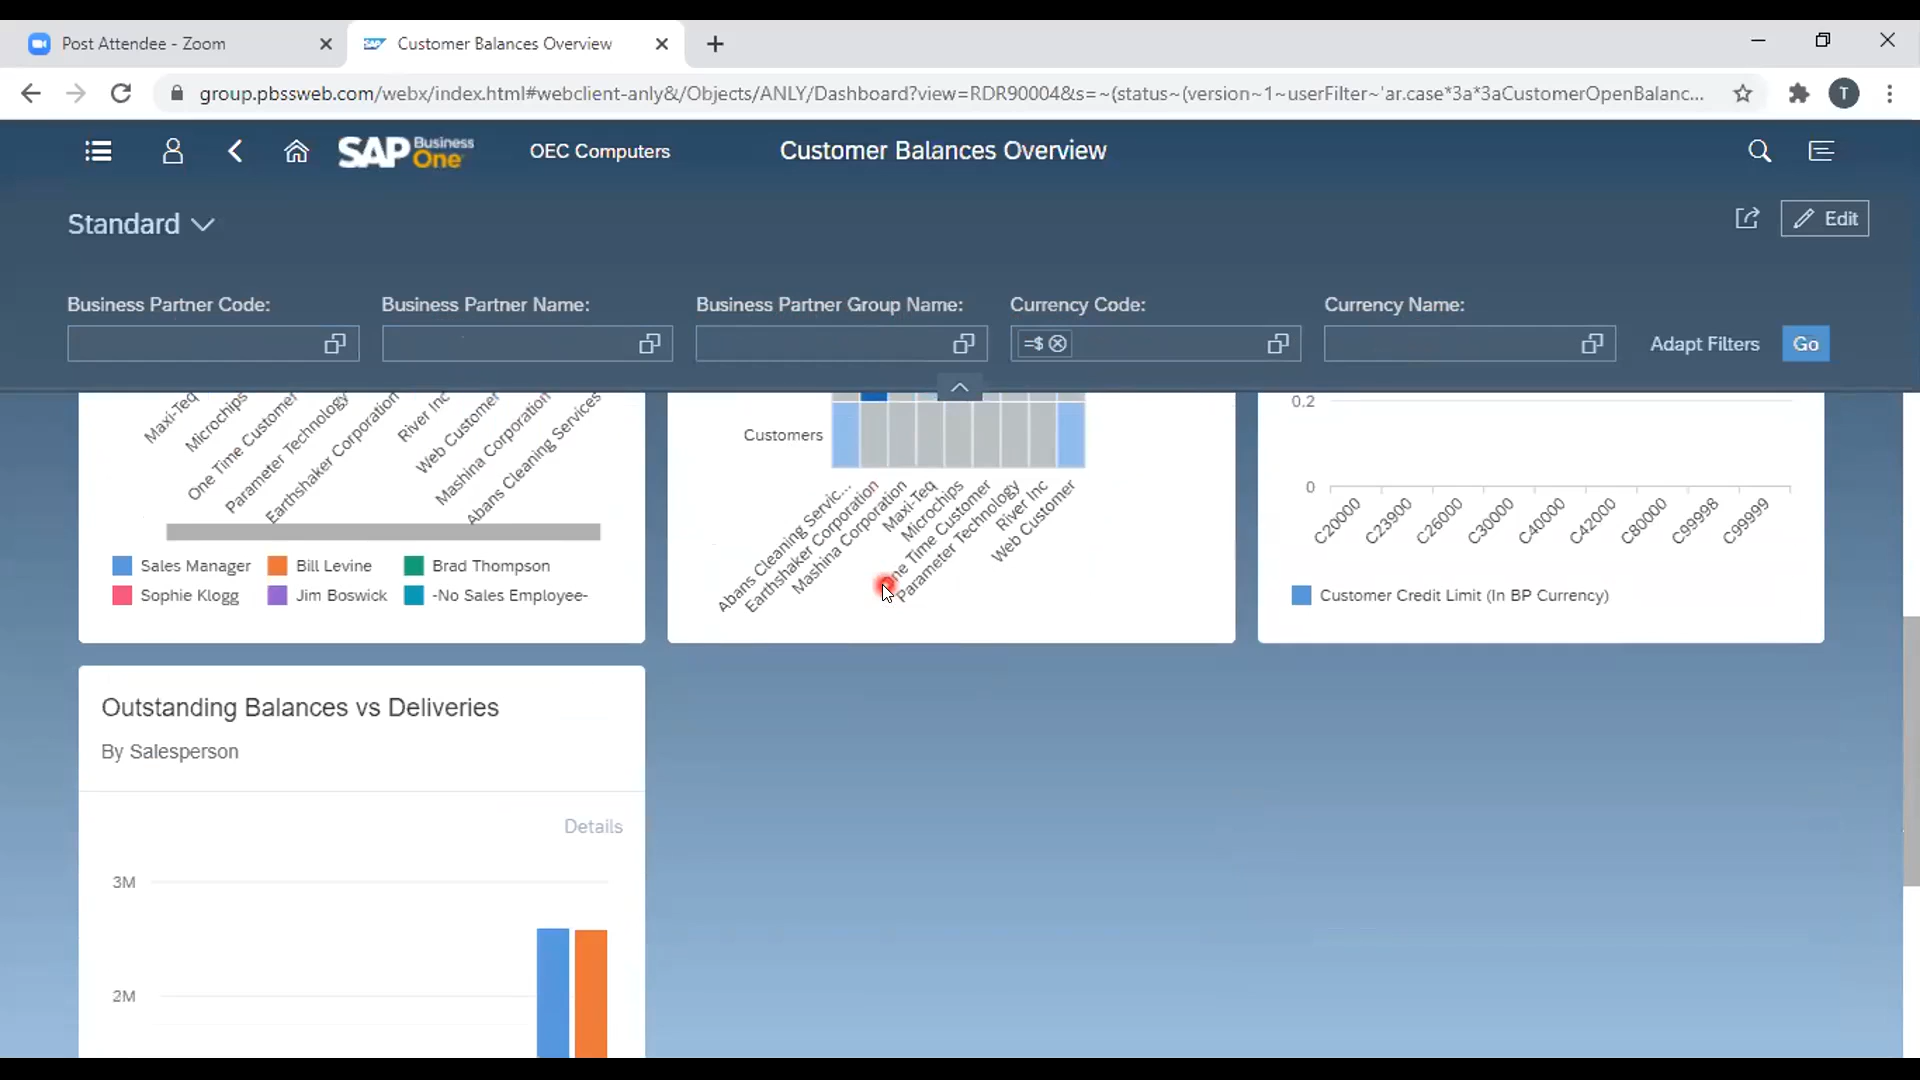 Post Attendee - Zoom
Customer Balances Overview
group.pbssweb.com/webx/index.html#webclient-anly&/Objects/ANLY/Dashboard?view=RDR90004&s=~(status~(version~1~userFilter~'ar.case*3a*3aCustomerOpenBalanc...
T
SAP Business One
OEC Computers
Customer Balances Overview
Standard
Edit
Business Partner Code:
Business Partner Name:
Business Partner Group Name:
Currency Code:
Currency Name:
=$
Adapt Filters
Go
Maxi-Teq
Microchips
One Time Customer
Parameter Technology
Earthshaker Corporation
River Inc
Web Customer
Mashina Corporation
Abans Cleaning Services
Sales Manager
Bill Levine
Brad Thompson
Sophie Klogg
Jim Boswick
-No Sales Employee-
Customers
Abans Cleaning Servic...
Earthshaker Corporation
Mashina Corporation
Maxi-Teq
Microchips
One Time Customer
Parameter Technology
River Inc
Web Customer
0.2
0
C20000
C23900
C26000
C30000
C40000
C42000
C80000
C99998
C99999
Customer Credit Limit (In BP Currency)
Outstanding Balances vs Deliveries
By Salesperson
Details
3M
2M